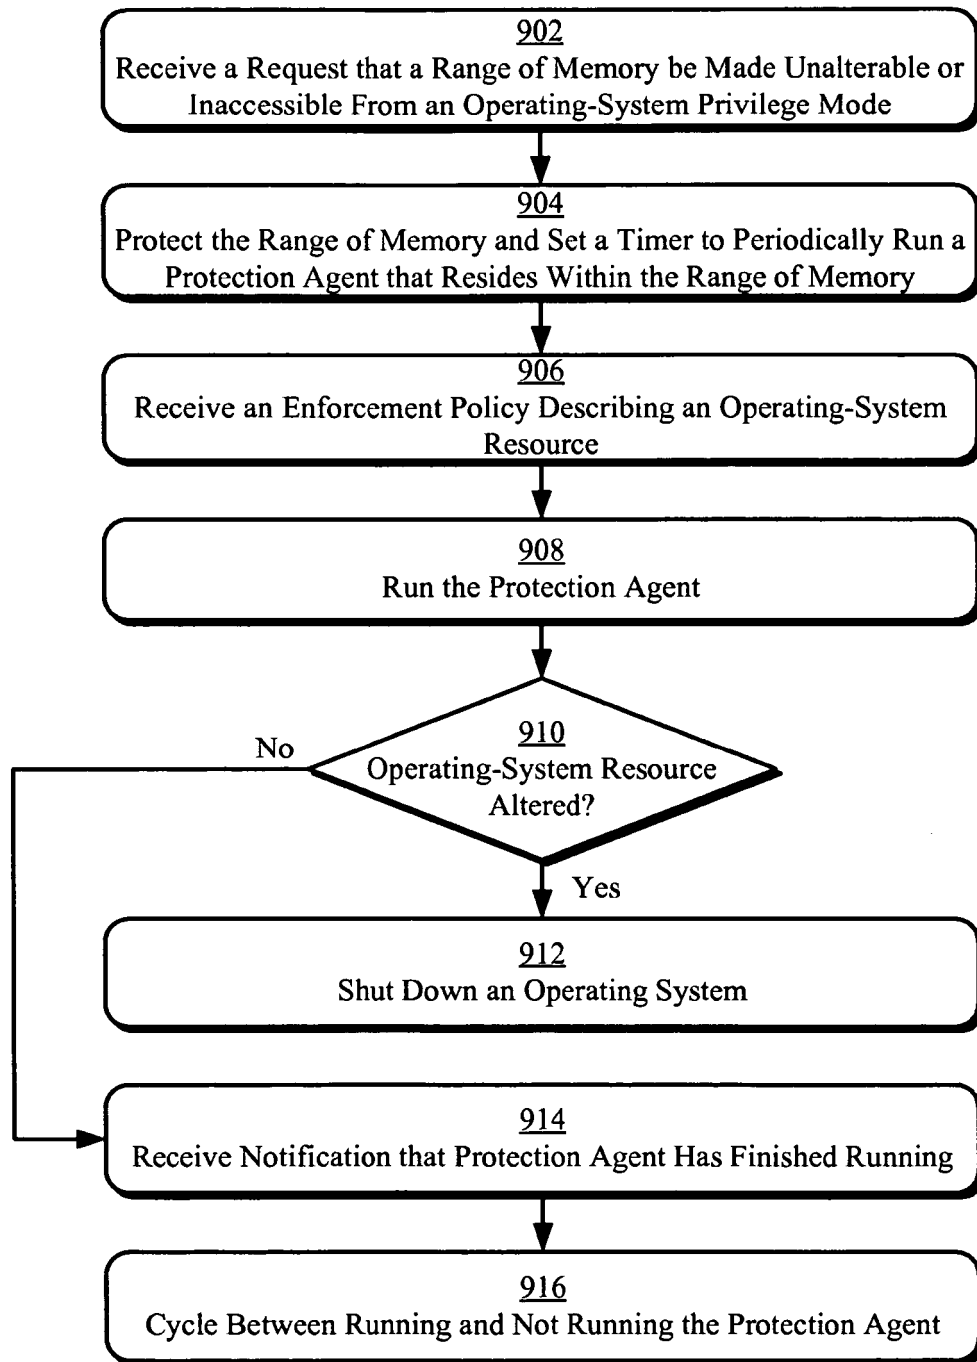 902
Receive a Request that a Range of Memory be Made Unalterable or
Inaccessible From an Operating-System Privilege Mode
904
Protect the Range of Memory and Set a Timer to Periodically Run a
Protection Agent that Resides Within the Range of Memory
906
Receive an Enforcement Policy Describing an Operating-System
Resource
908
Run the Protection Agent
910
Operating-System Resource
Altered?
No
Yes
912
Shut Down an Operating System
914
Receive Notification that Protection Agent Has Finished Running
916
Cycle Between Running and Not Running the Protection Agent